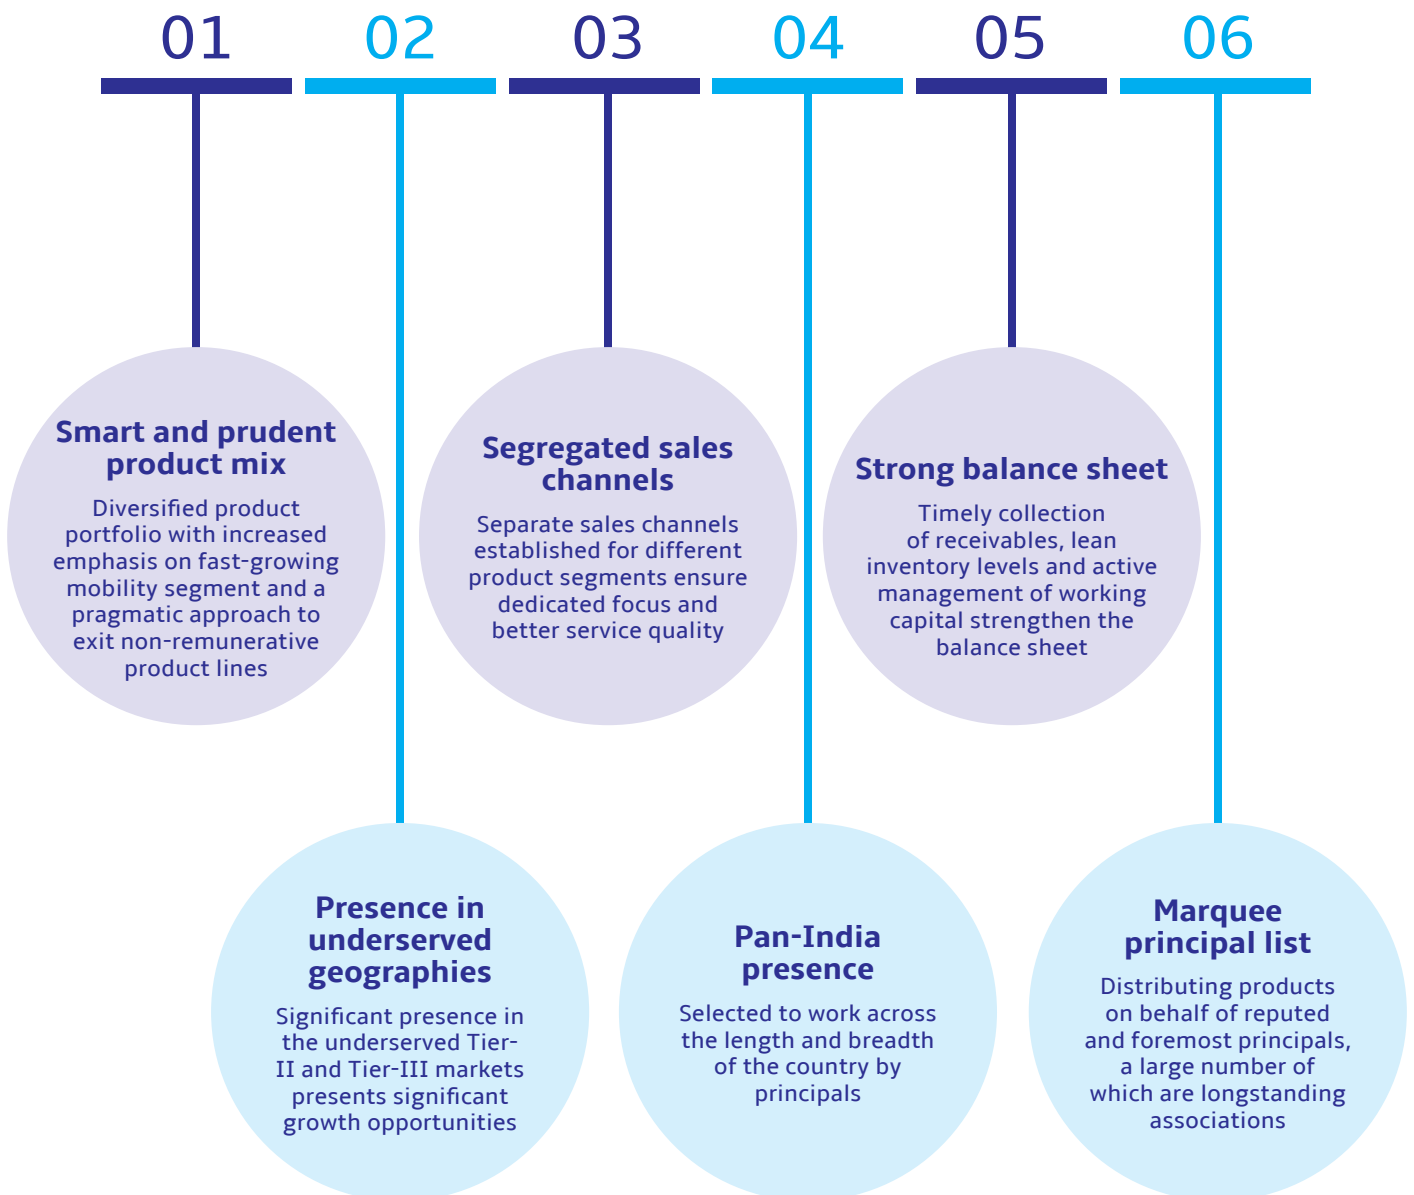 01
02
03
04
05
06
Smart and prudent
product mix
Diversified product
portfolio with increased
emphasis on fast-growing
mobility segment and a
pragmatic approach to
exit non-remunerative
product lines
Segregated sales
channels
Separate sales channels
established for different
product segments ensure
dedicated focus and
better service quality
Strong balance sheet
Timely collection
of receivables, lean
inventory levels and active
management of working
capital strengthen the
balance sheet
Presence in
underserved
geographies
Significant presence in
the underserved Tier-
II and Tier-III markets
presents significant
growth opportunities
Pan-India
presence
Selected to work across
the length and breadth
of the country by
principals
Marquee
principal list
Distributing products
on behalf of reputed
and foremost principals,
a large number of
which are longstanding
associations